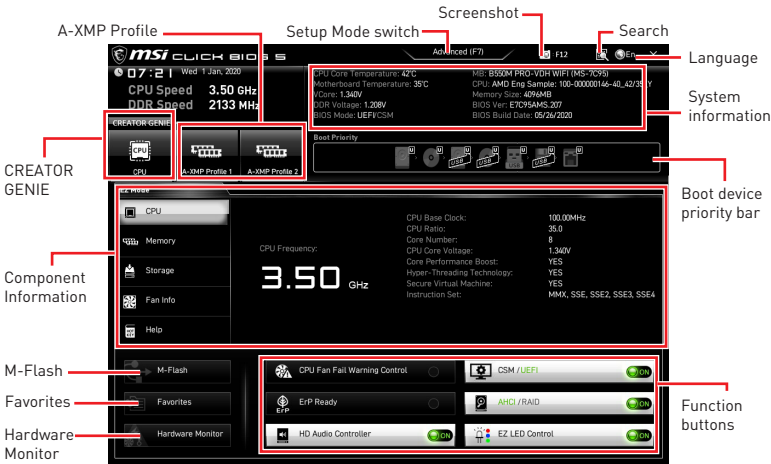 Screenshot
A-XMP Profile
Setup Mode switch
Search
msi CLICK BIOS 5
Advanced (F7)
F12
En
Language
07:21 Wed 1 Jan, 2020
CPU Speed 3.50 GHz
DDR Speed 2133 MHz
CPU Core Temperature: 42°C
Motherboard Temperature: 35°C
VCore: 1.340V
DDR Voltage: 1.208V
BIOS Mode: UEFI/CSM
MB: B550M PRO-VDH WIFI (MS-7C95)
CPU: AMD Eng Sample: 100-000000146-40_42/35_Y
Memory Size: 4096MB
BIOS Ver: E7C95AMS.207
BIOS Build Date: 05/26/2020
System
information
CREATOR GENIE
CPU
A-XMP Profile 1
A-XMP Profile 2
Boot Priority
U U U U U U U
USB USB USB USB
CREATOR
GENIE
Boot device
priority bar
EZ Mode
CPU
Memory
Storage
Fan Info
Help
CPU Frequency:
3.50 GHz
CPU Base Clock: 100.00MHz
CPU Ratio: 35.0
Core Number: 8
CPU Core Voltage: 1.340V
Core Performance Boost: YES
Hyper-Threading Technology: YES
Secure Virtual Machine: YES
Instruction Set: MMX, SSE, SSE2, SSE3, SSE4
Component
Information
M-Flash
Favorites
Hardware
Monitor
M-Flash
Favorites
Hardware Monitor
CPU Fan Fail Warning Control
CSM /UEFI
ON
ErP
ErP Ready
AHCI /RAID
ON
HD Audio Controller
ON
EZ LED Control
ON
Function
buttons